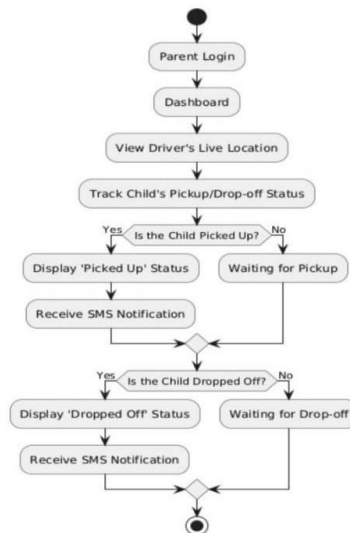 Parent Login
Dashboard
View Driver's Live Location
Track Child's Pickup/Drop-off Status
Yes
Is the Child Picked Up?
No
Display 'Picked Up' Status
Waiting for Pickup
Receive SMS Notification
Yes
Is the Child Dropped Off?
No
Display 'Dropped Off' Status
Waiting for Drop-off
Receive SMS Notification